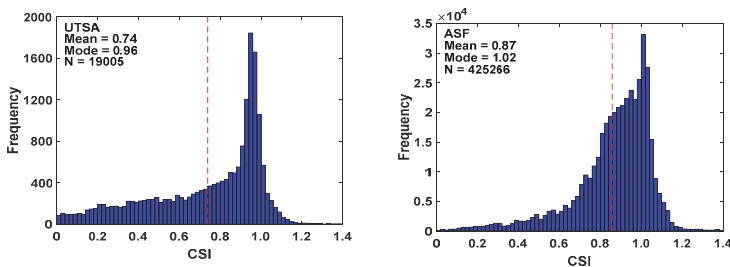 UTSA
Mean = 0.74
Mode = 0.96
N = 19005
2000
1600
1200
800
400
0
Frequency
0 0.2 0.4 0.6 0.8 1.0 1.2 1.4
CSI
×10⁴
ASF
Mean = 0.87
Mode = 1.02
N = 425266
3.5
3
2.5
2
1.5
1
0.5
0
Frequency
0 0.2 0.4 0.6 0.8 1.0 1.2 1.4
CSI